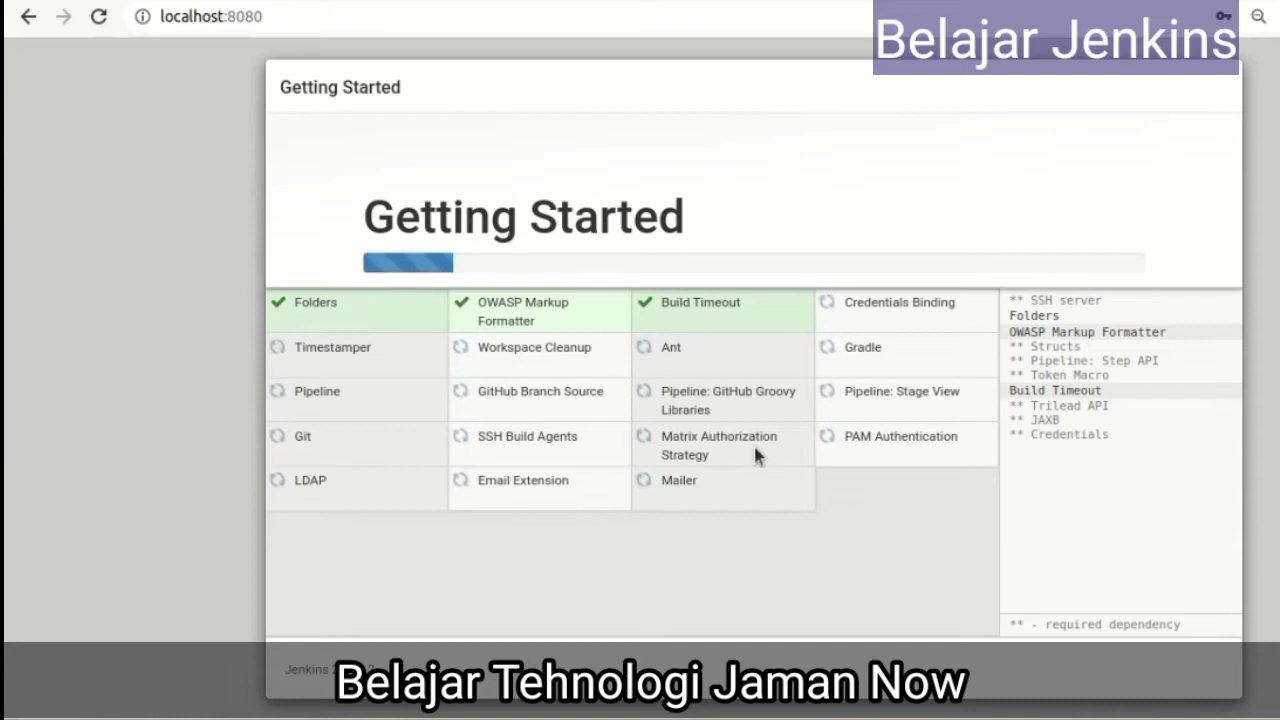 localhost:8080
Belajar Jenkins
Getting Started
Getting Started
Folders
OWASP Markup
Formatter
Build Timeout
Credentials Binding
Timestamper
Workspace Cleanup
Ant
Gradle
Pipeline
GitHub Branch Source
Pipeline: GitHub Groovy
Libraries
Pipeline: Stage View
Git
SSH Build Agents
Matrix Authorization
Strategy
PAM Authentication
LDAP
Email Extension
Mailer
** SSH server
Folders
OWASP Markup Formatter
** Structs
** Pipeline: Step API
** Token Macro
Build Timeout
** Trilead API
** JAXB
** Credentials
** - required dependency
Jenkins
Belajar Tehnologi Jaman Now